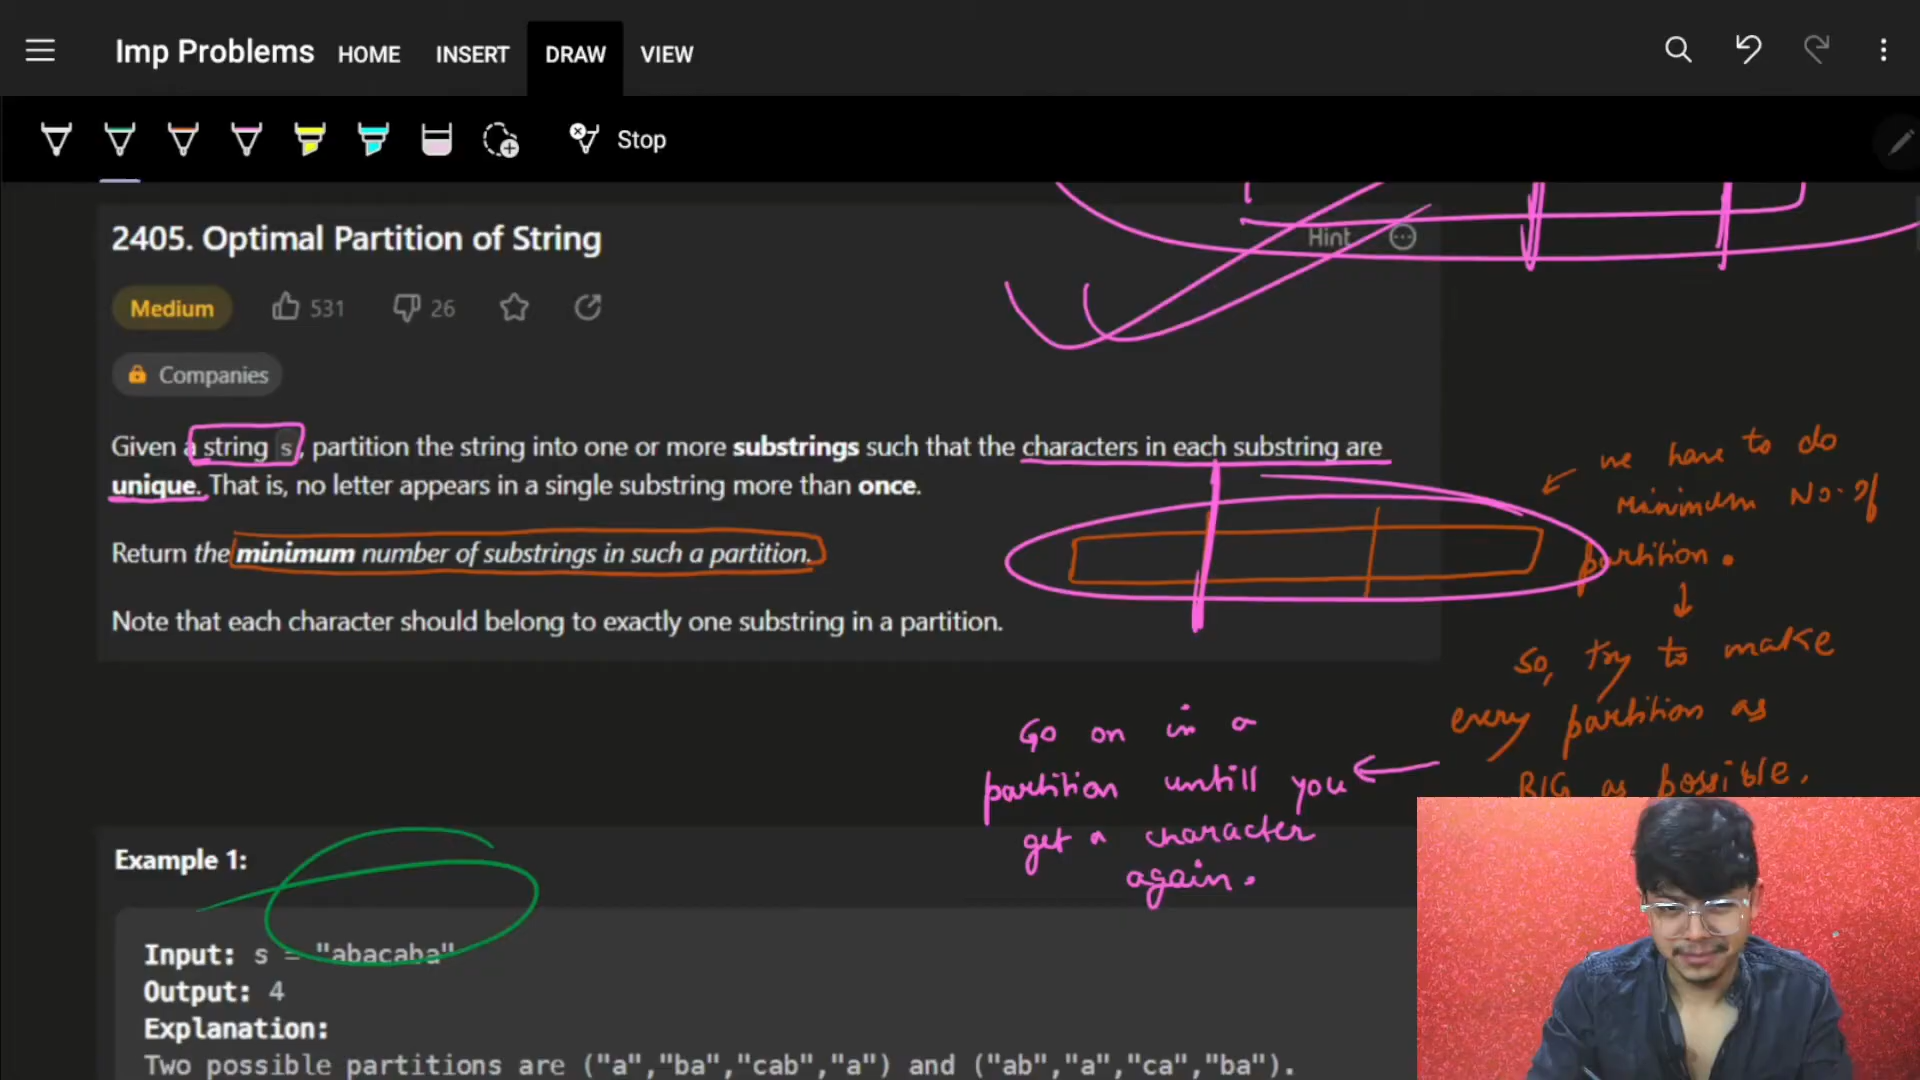 Imp Problems HOME INSERT DRAW VIEW
Stop
2405. Optimal Partition of String
Hint
Medium 531 26
Companies
Given a string s, partition the string into one or more substrings such that the characters in each substring are
unique. That is, no letter appears in a single substring more than once.
Return the minimum number of substrings in such a partition.
Note that each character should belong to exactly one substring in a partition.
we have to do
minimum No. of
partition.
So, try to make
every partition as
BIG as possible.
Go on in a
partition untill you
get a character
again.
Example 1:
Input: s = "abacaba"
Output: 4
Explanation:
Two possible partitions are ("a","ba","cab","a") and ("ab","a","ca","ba").